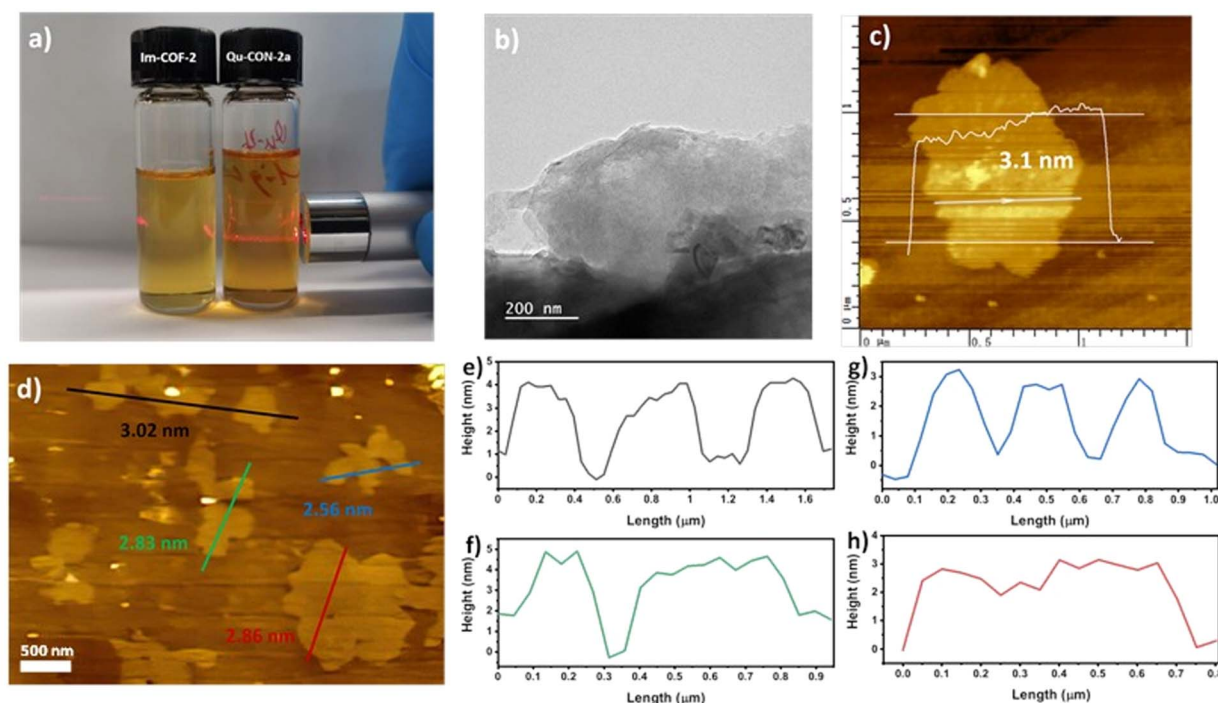 a)
Im-COF-2
Qu-CON-2a
b)
200 nm
c)
1
0.5
0 μm
3.1 nm
0 μm
0.5
1
d)
3.02 nm
2.56 nm
2.83 nm
2.86 nm
500 nm
e)
Height (nm)
5
4
3
2
1
0
0.0 0.2 0.4 0.6 0.8 1.0 1.2 1.4 1.6
Length (μm)
g)
Height (nm)
3
2
1
0
0.0 0.1 0.2 0.3 0.4 0.5 0.6 0.7 0.8 0.9 1.0
Length (μm)
f)
Height (nm)
5
4
3
2
1
0
0.0 0.1 0.2 0.3 0.4 0.5 0.6 0.7 0.8 0.9
Length (μm)
h)
Height (nm)
4
3
2
1
0
0.0 0.1 0.2 0.3 0.4 0.5 0.6 0.7 0.8
Length (μm)